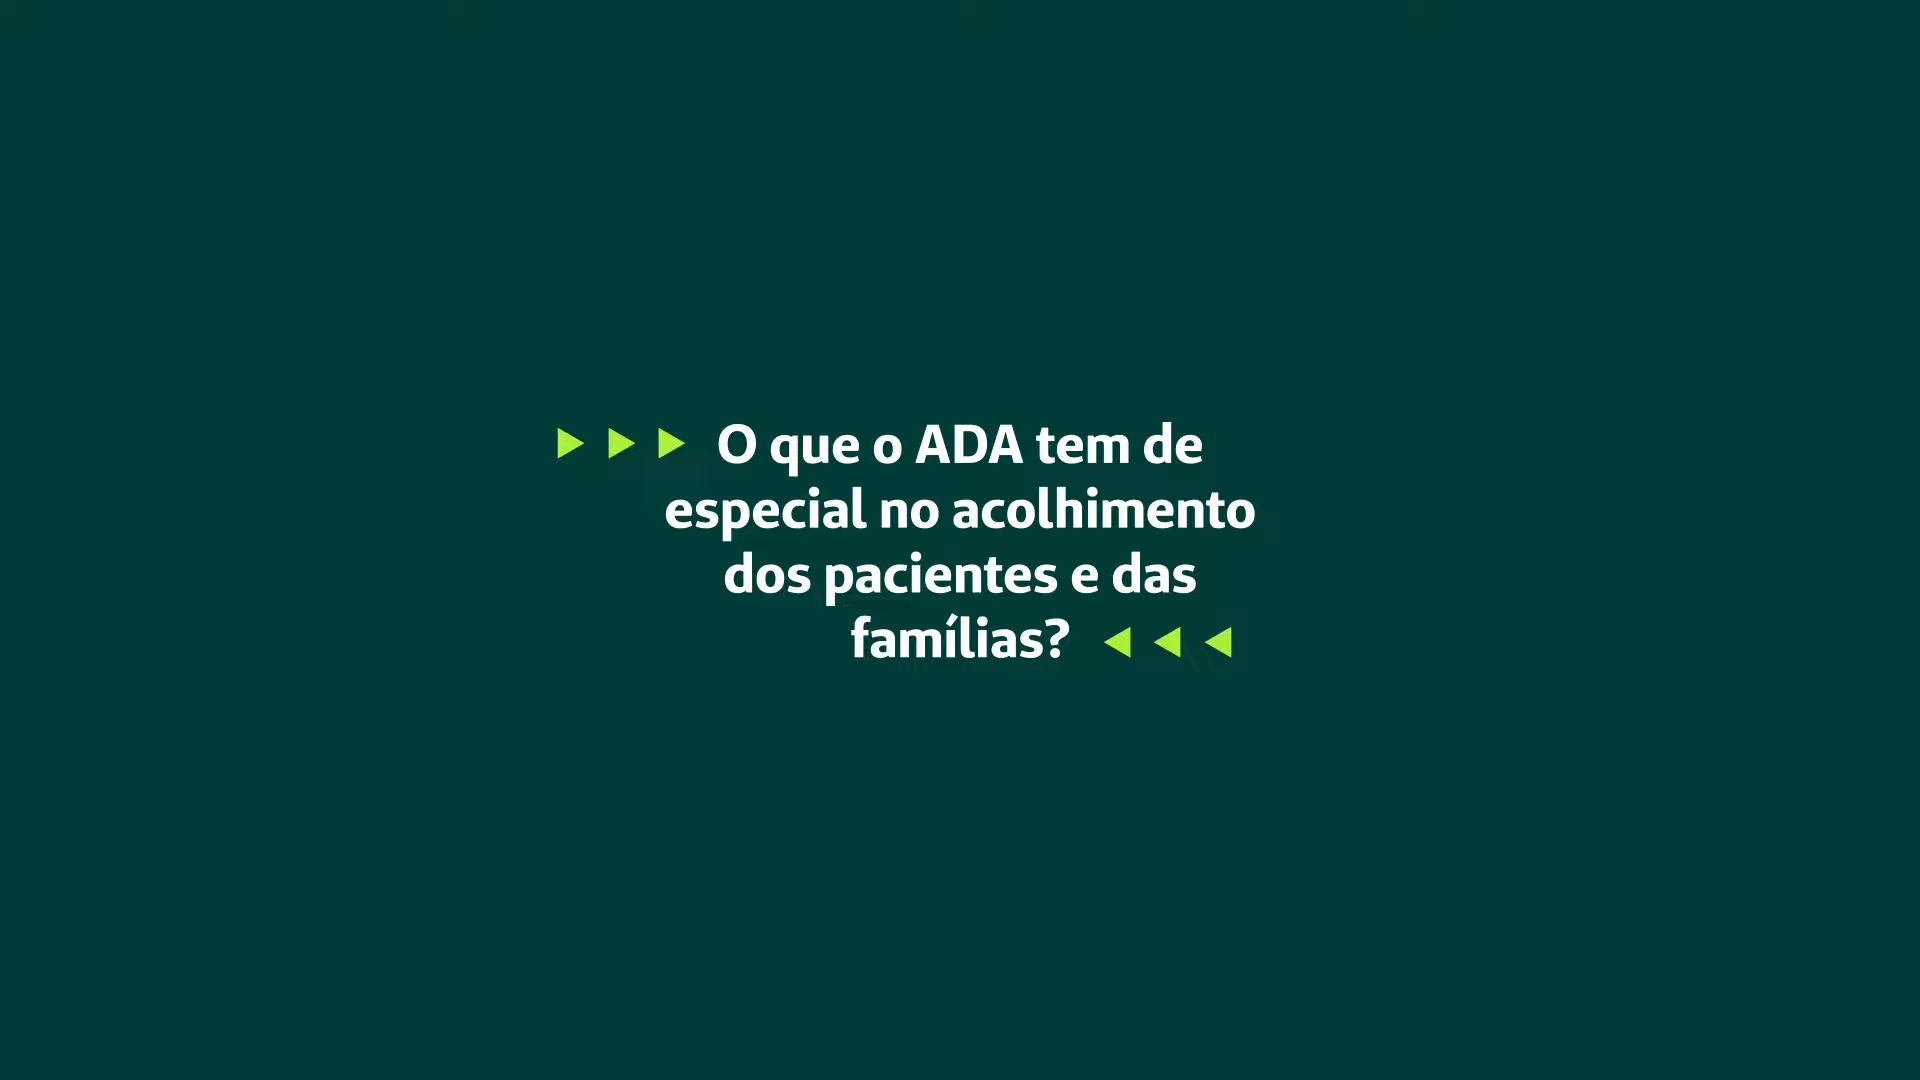 O que o ADA tem de
especial no acolhimento
dos pacientes e das
famílias?